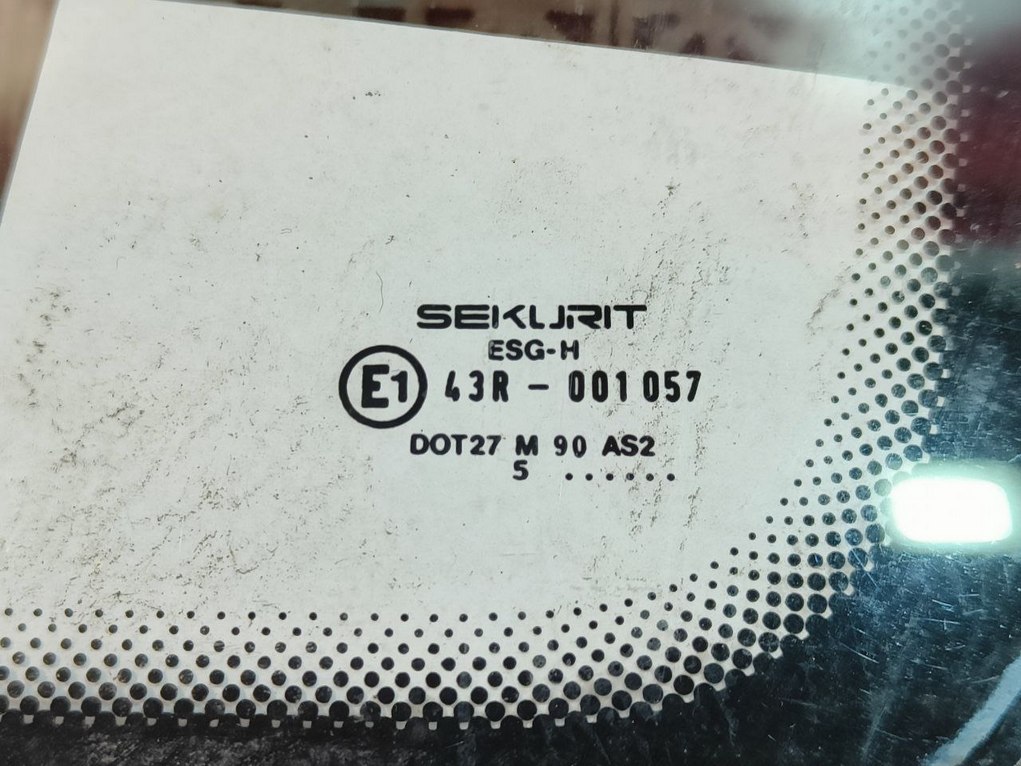 SEKURIT
ESG-H
E1 43R - 001057
DOT27 M 90 AS2
5 ......